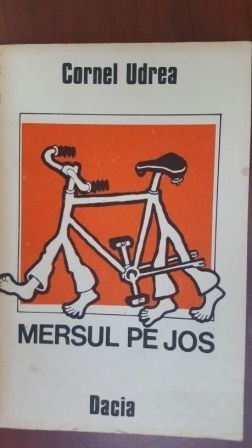 Cornel Udrea
MERSUL PE JOS
Dacia